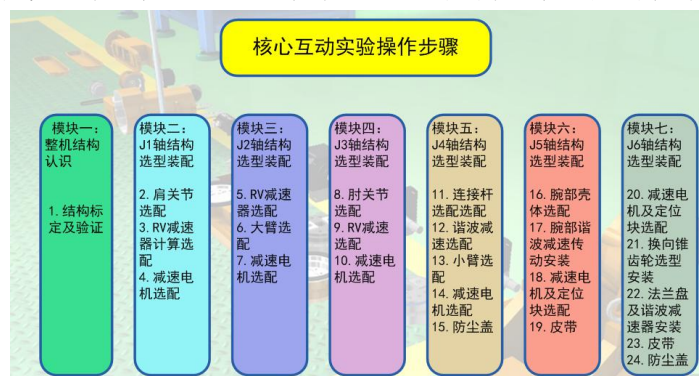 核心互动实验操作步骤
模块一：
整机结构
认识
1. 结构标
定及验证
模块二：
J1轴结构
选型装配
2. 肩关节
选配
3. RV减速
器计算选
配
4. 减速电
机选配
模块三：
J2轴结构
选型装配
5. RV减速
器选配
6. 大臂选
配
7. 减速电
机选配
模块四：
J3轴结构
选型装配
8. 肘关节
选配
9. RV减速
选配
10. 减速电
机选配
模块五：
J4轴结构
选型装配
11. 连接杆
选配选配
12. 谐波减
速选配
13. 小臂选
配
14. 减速电
机选配
15. 防尘盖
模块六：
J5轴结构
选型装配
16. 腕部壳
体选配
17. 腕部谐
波减速传
动安装
18. 减速电
机及定位
块选配
19. 皮带
模块七：
J6轴结构
选型装配
20. 减速电
机及定位
块选配
21. 换向锥
齿轮选型
安装
22. 法兰盘
及谐波减
速器安装
23. 皮带
24. 防尘盖